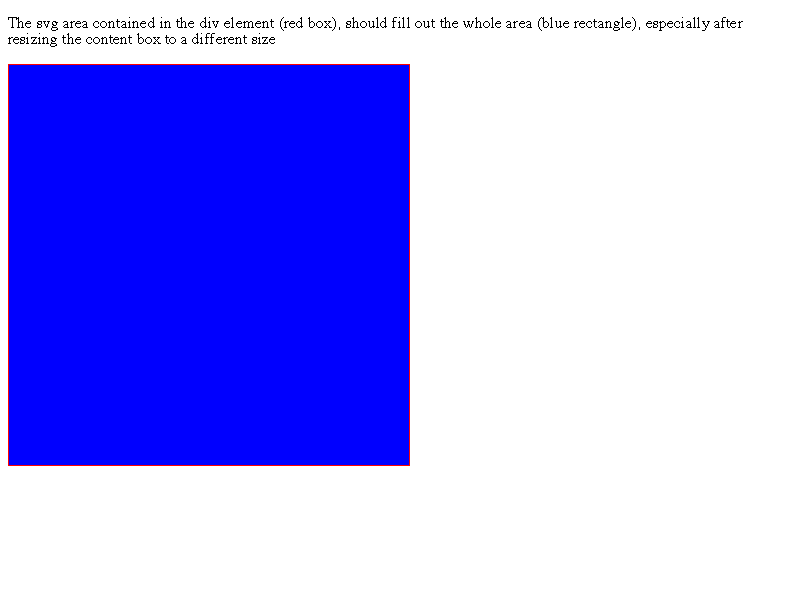 The svg area contained in the div element (red box), should fill out the whole area (blue rectangle), especially after
resizing the content box to a different size